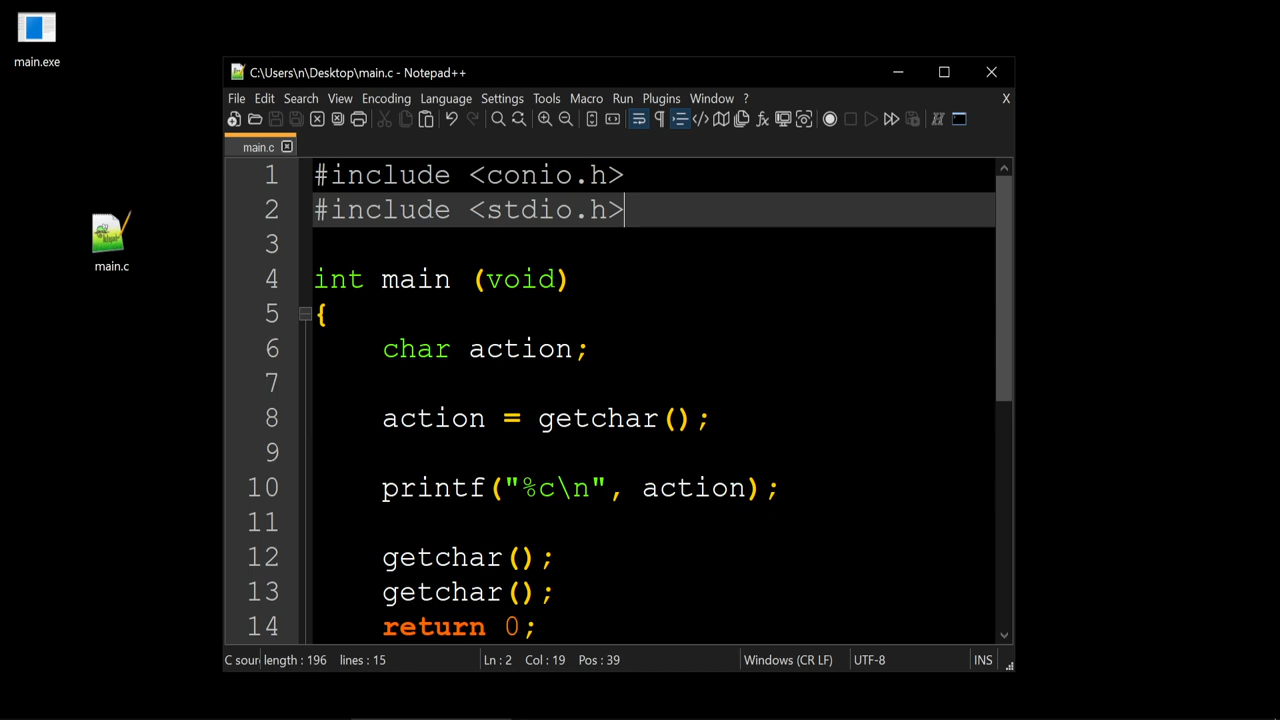 main.exe
main.c
C:\Users\n\Desktop\main.c - Notepad++
File Edit Search View Encoding Language Settings Tools Macro Run Plugins Window ? X
main.c
1 #include <conio.h>
2 #include <stdio.h>
3
4 int main (void)
5 {
6 char action;
7
8 action = getchar();
9
10 printf("%c\n", action);
11
12 getchar();
13 getchar();
14 return 0;
C sour length : 196 lines : 15 Ln : 2 Col : 19 Pos : 39 Windows (CR LF) UTF-8 INS